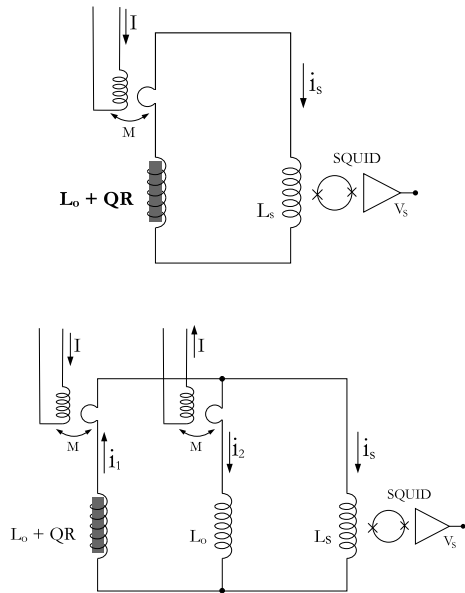 I
M
iₛ
SQUID
Lₒ + QR
Lₛ
Vₛ
I
I
M
M
i₁
i₂
iₛ
SQUID
Lₒ + QR
Lₒ
Lₛ
Vₛ